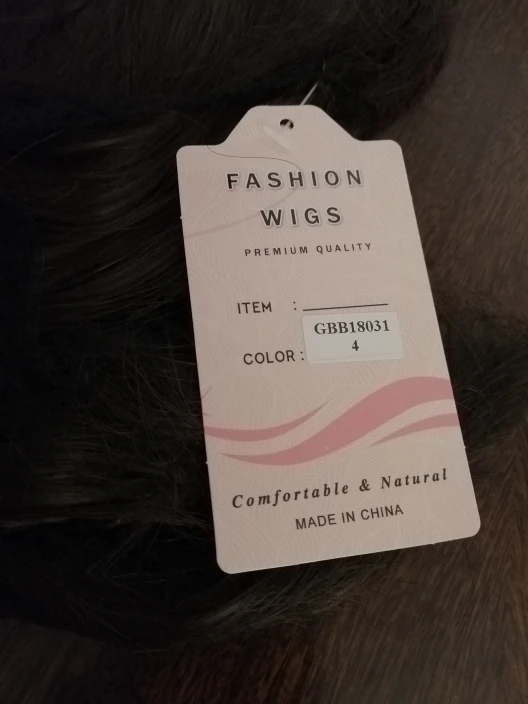 FASHION
WIGS
PREMIUM QUALITY
ITEM :
GBB18031
4
COLOR :
Comfortable & Natural
MADE IN CHINA